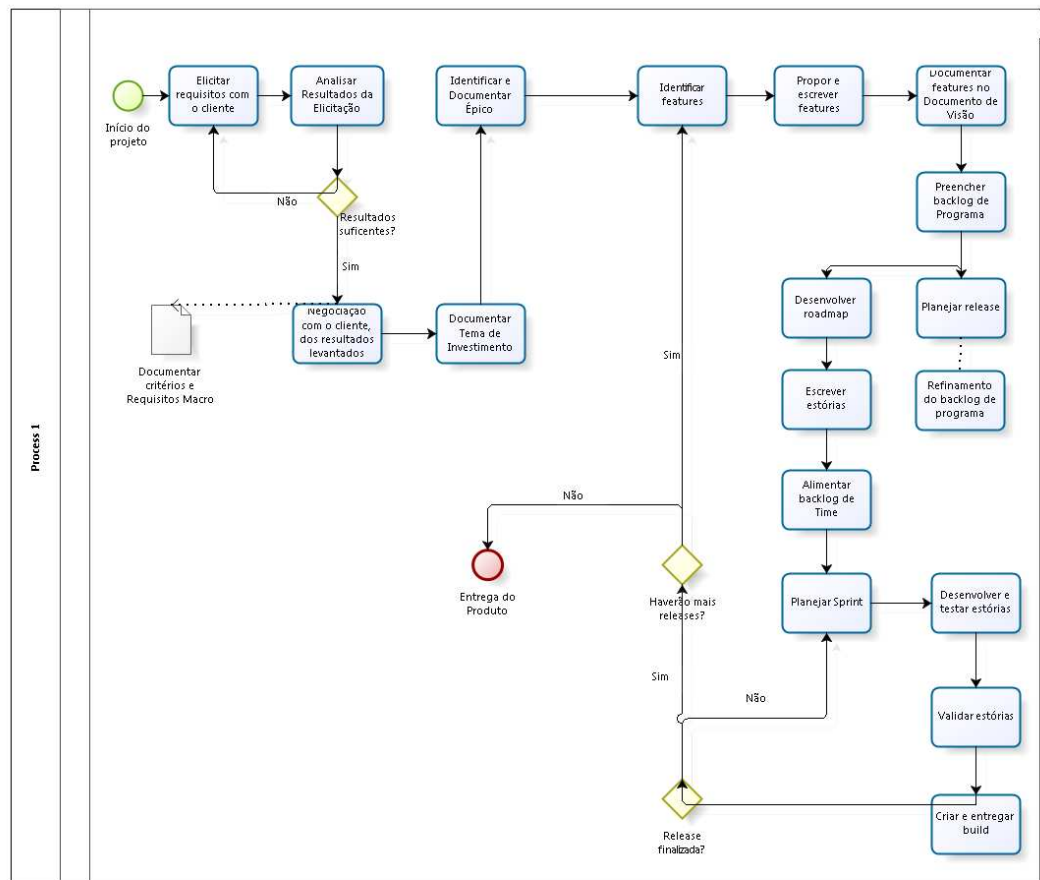 Process 1
Início do
projeto
Elicitar
requisitos com
o cliente
Analisar
Resultados da
Elicitação
Identificar e
Documentar
Épico
Identificar
features
Propor e
escrever
features
Documentar
features no
Documento de
Visão
Não
Resultados
suficentes?
Preencher
backlog de
Programa
Sim
Negociação
com o cliente,
dos resultados
levantados
Documentar
Tema de
Investimento
Desenvolver
roadmap
Planejar release
Documentar
critérios e
Requisitos Macro
Sim
Escrever
estórias
Refinamento
do backlog de
programa
Alimentar
backlog de
Time
Não
Entrega do
Produto
Haverão mais
releases?
Planejar Sprint
Desenvolver e
testar estórias
Sim
Não
Validar estórias
Release
finalizada?
Criar e entregar
build